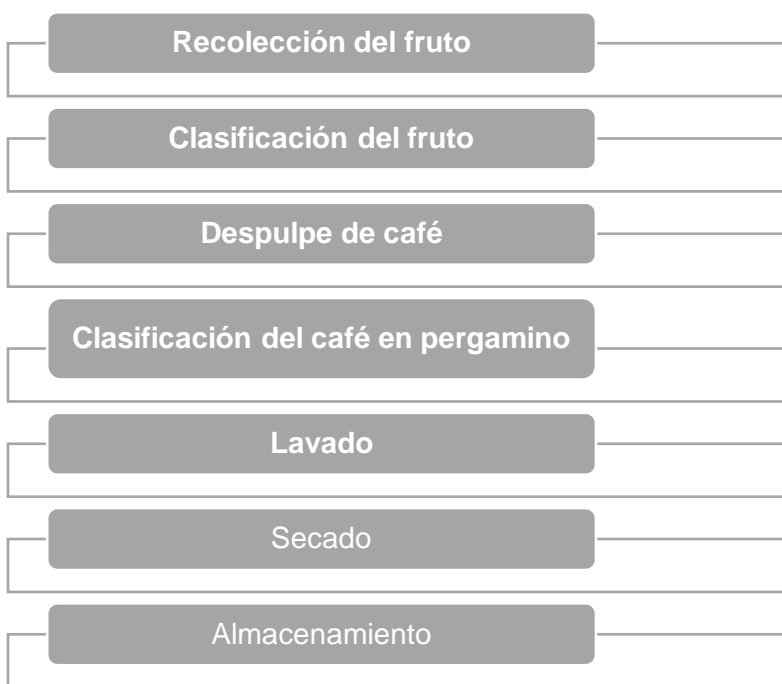 Recolección del fruto
Clasificación del fruto
Despulpe de café
Clasificación del café en pergamino
Lavado
Secado
Almacenamiento